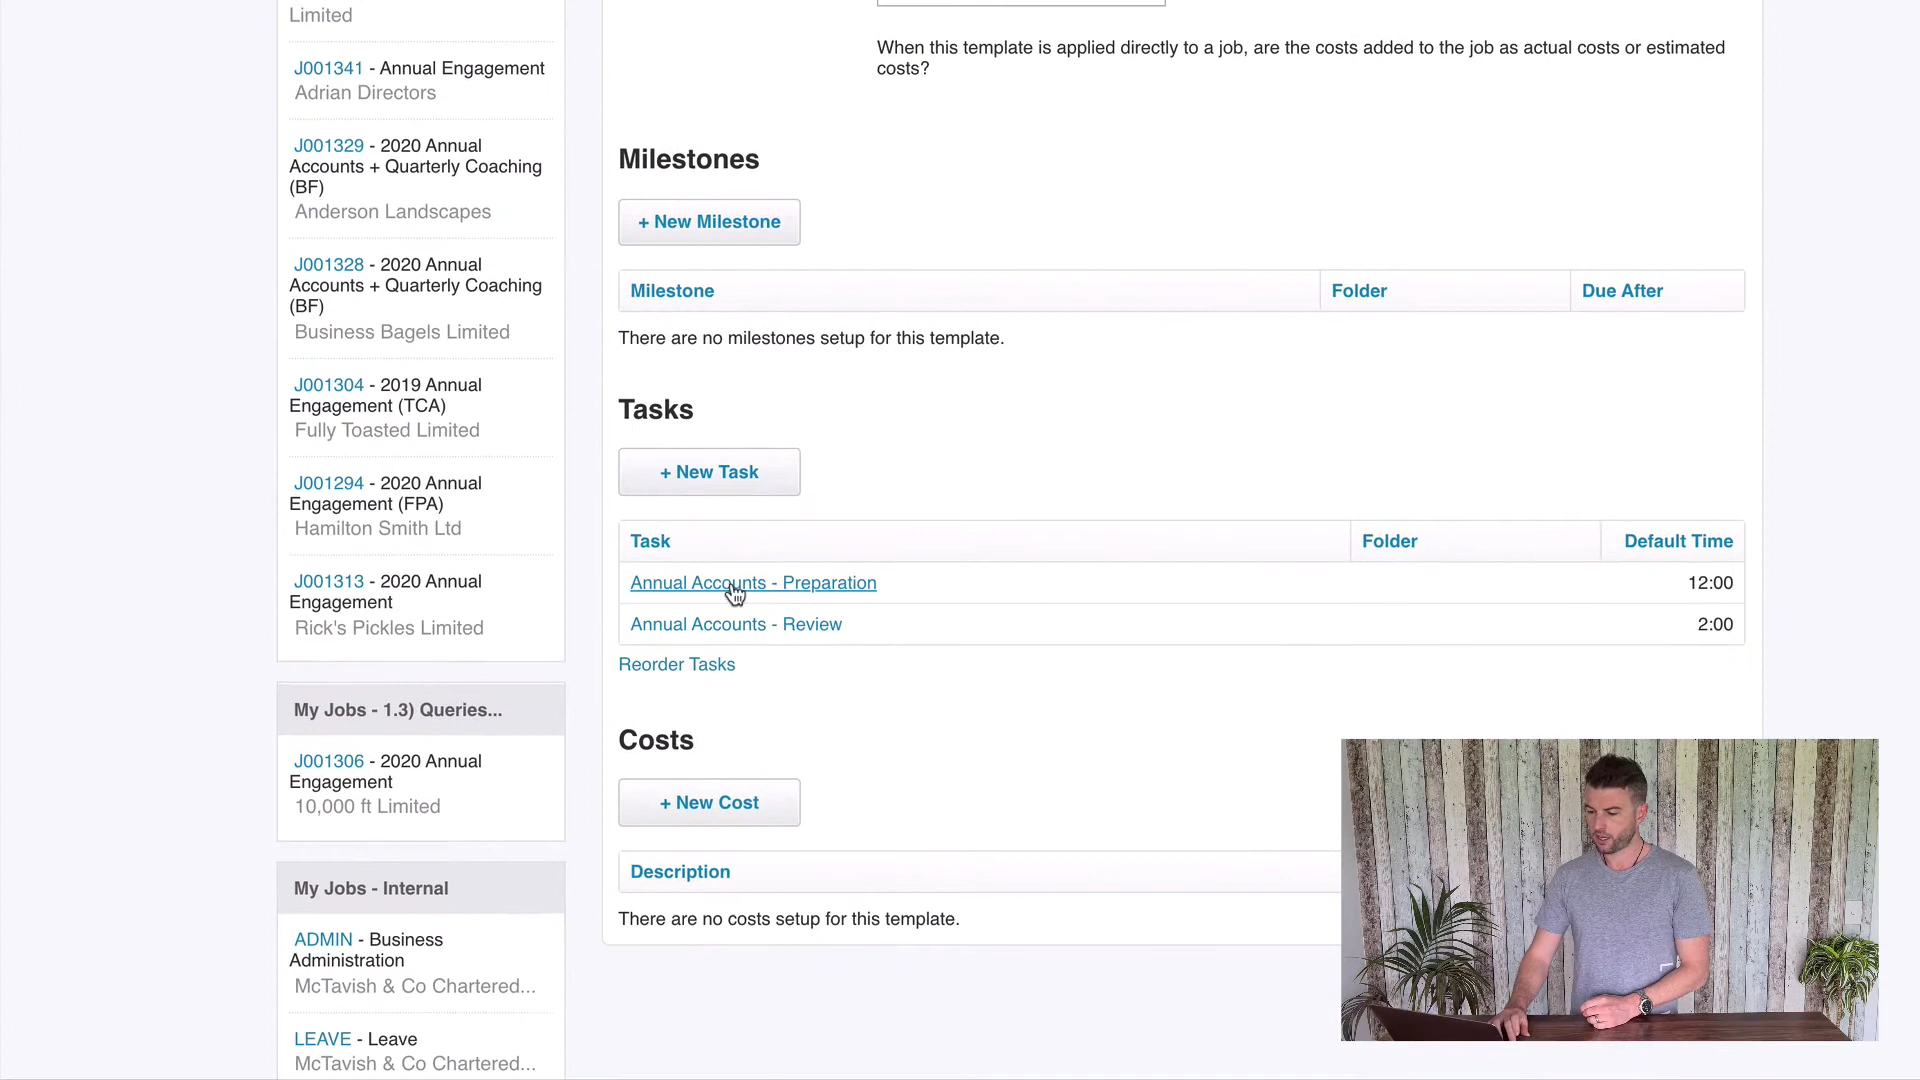 Limited
J001341 - Annual Engagement
Adrian Directors
J001329 - 2020 Annual
Accounts + Quarterly Coaching
(BF)
Anderson Landscapes
J001328 - 2020 Annual
Accounts + Quarterly Coaching
(BF)
Business Bagels Limited
J001304 - 2019 Annual
Engagement (TCA)
Fully Toasted Limited
J001294 - 2020 Annual
Engagement (FPA)
Hamilton Smith Ltd
J001313 - 2020 Annual
Engagement
Rick's Pickles Limited
My Jobs - 1.3) Queries...
J001306 - 2020 Annual
Engagement
10,000 ft Limited
My Jobs - Internal
ADMIN - Business
Administration
McTavish & Co Chartered...
LEAVE - Leave
McTavish & Co Chartered...
When this template is applied directly to a job, are the costs added to the job as actual costs or estimated
costs?
Milestones
+ New Milestone
Milestone Folder Due After
There are no milestones setup for this template.
Tasks
+ New Task
Task Folder Default Time
Annual Accounts - Preparation 12:00
Annual Accounts - Review 2:00
Reorder Tasks
Costs
+ New Cost
Description
There are no costs setup for this template.